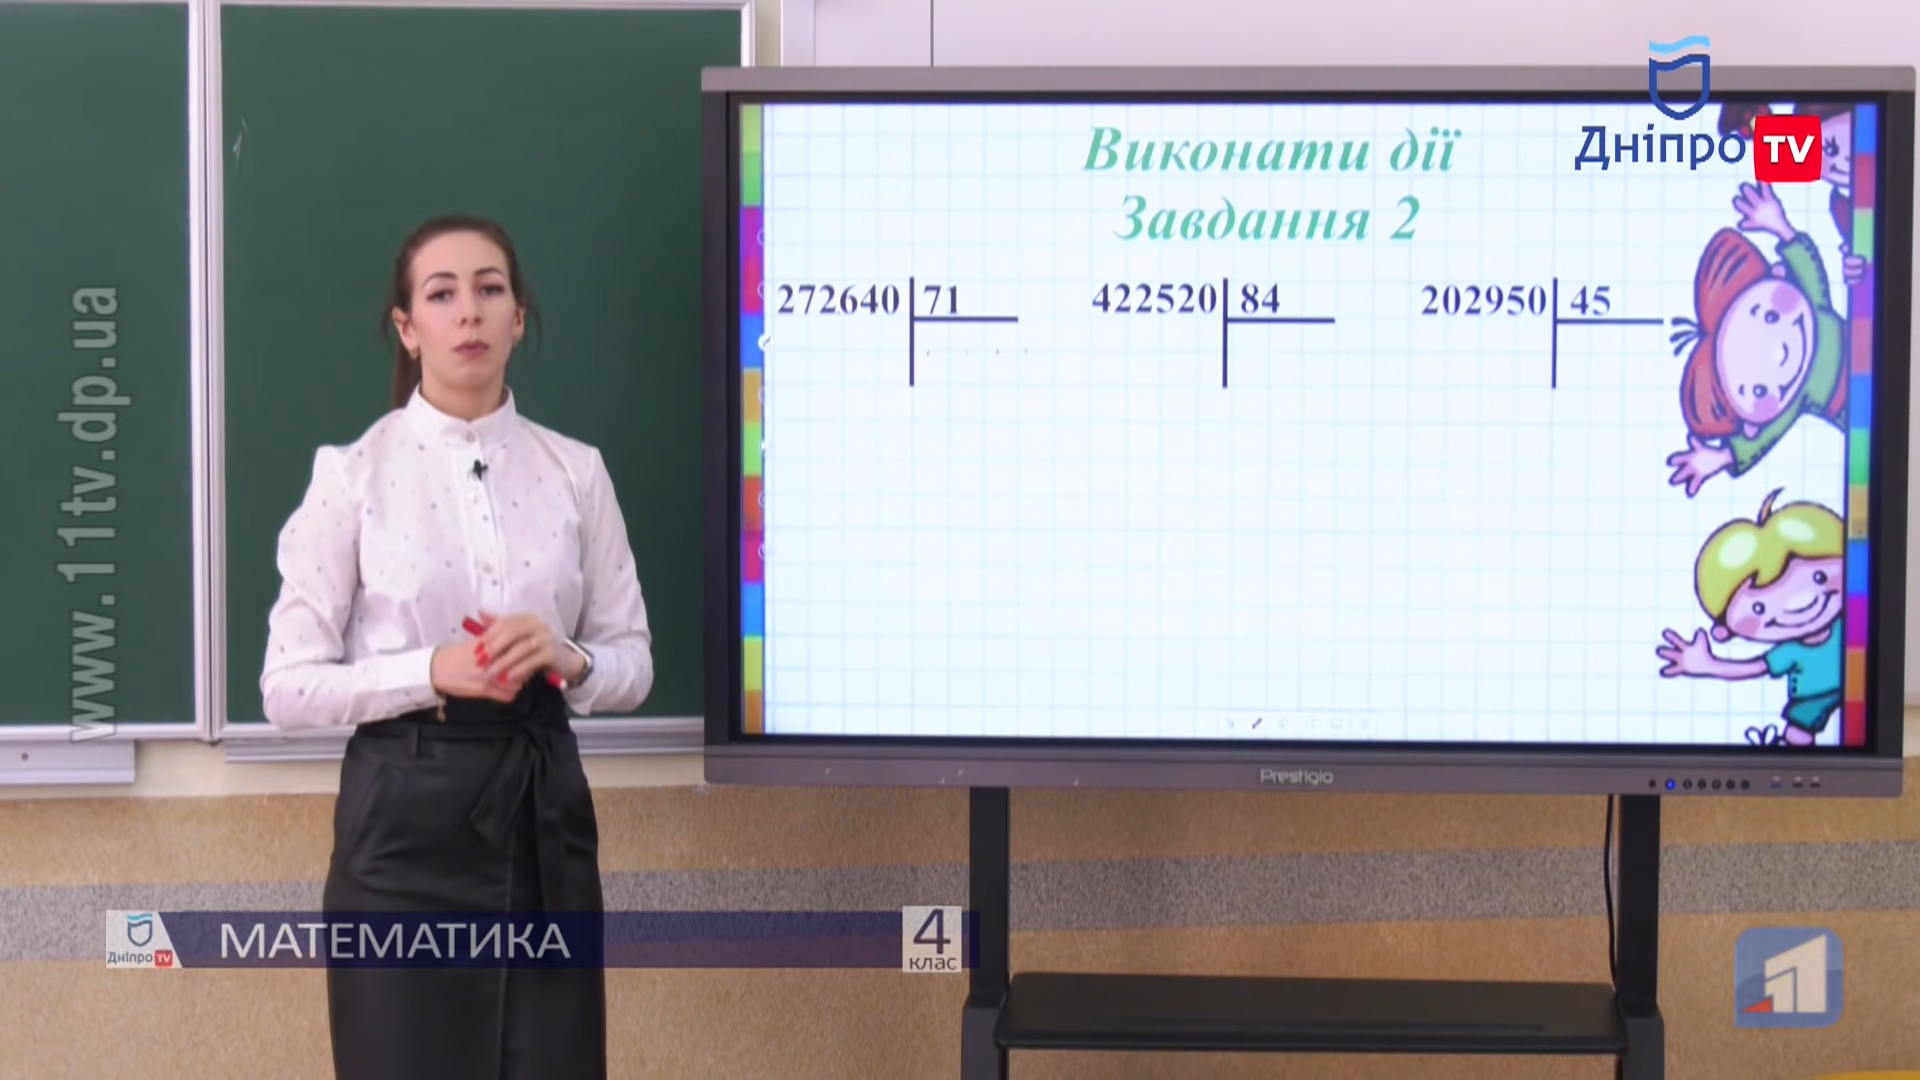 Дніпро TV
Виконати дії
Завдання 2
272640 71
422520 84
202950 45
www.11tv.dp.ua
Prestigio
Дніпро TV
МАТЕМАТИКА
4
клас
11